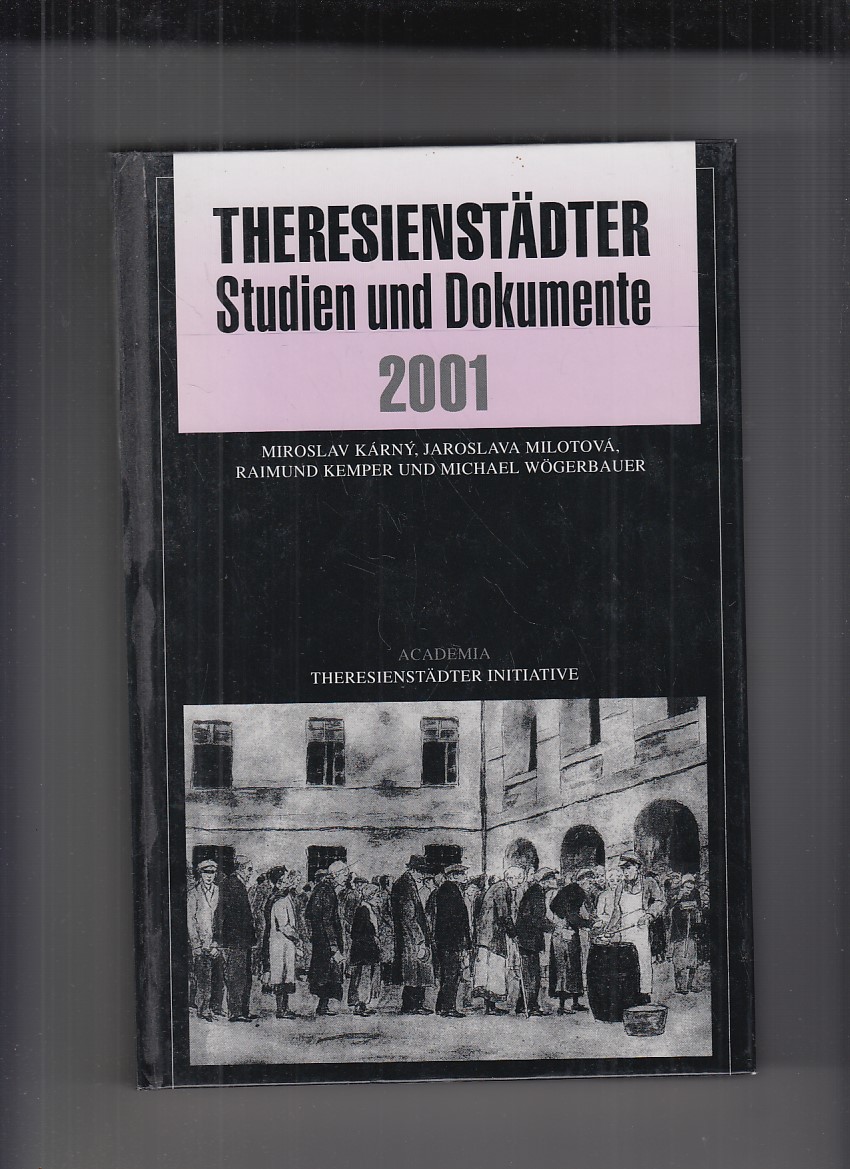 THERESIENSTÄDTER
Studien und Dokumente
2001
MIROSLAV KÁRNÝ, JAROSLAVA MILOTOVÁ,
RAIMUND KEMPER UND MICHAEL WÖGERBAUER
ACADEMIA
THERESIENSTÄDTER INITIATIVE